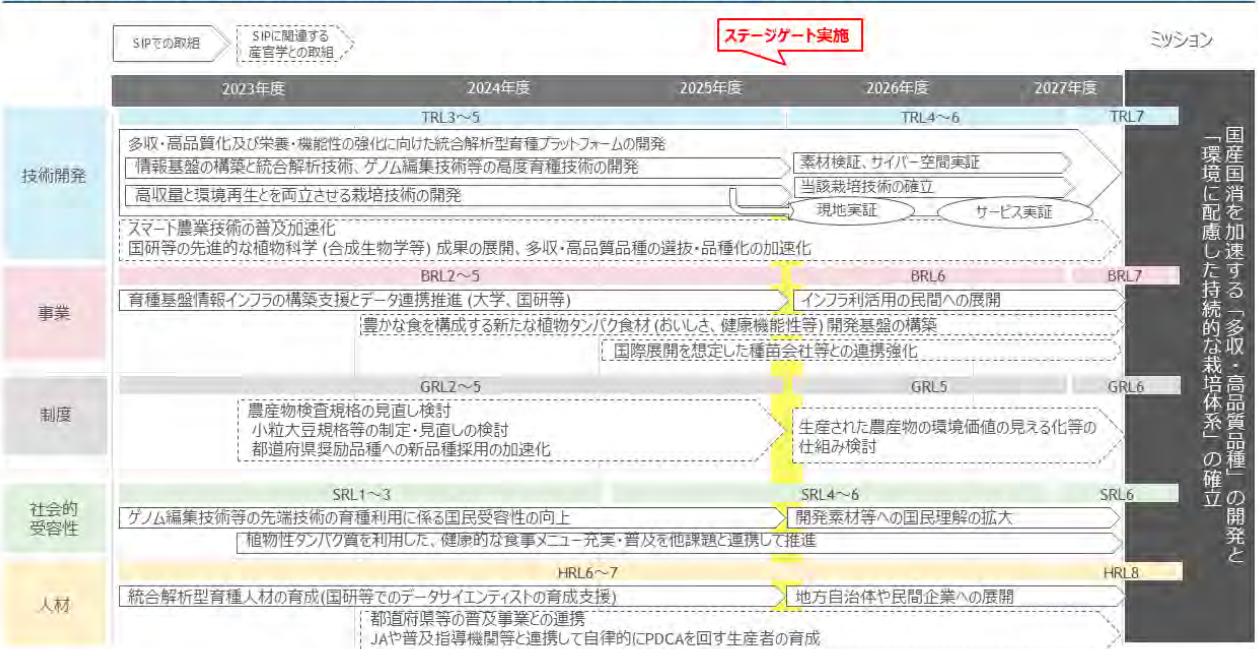 SIPでの取組
SIPに関連する
産官学との取組
ステージゲート実施
ミッション
2023年度
2024年度
2025年度
2026年度
2027年度
技術開発
TRL3～5
TRL4～6
TRL7
多収・高品質化及び栄養・機能性の強化に向けた統合解析型育種プラットフォームの開発
情報基盤の構築と統合解析技術、ゲノム編集技術等の高度育種技術の開発
素材検証、サイバー空間実証
高収量と環境再生とを両立させる栽培技術の開発
当該栽培技術の確立
現地実証
サービス実証
スマート農業技術の普及加速化
国研等の先進的な植物科学 (合成生物学等) 成果の展開、多収・高品質品種の選抜・品種化の加速化
事業
BRL2～5
BRL6
BRL7
育種基盤情報インフラの構築支援とデータ連携推進 (大学、国研等)
インフラ利活用の民間への展開
豊かな食を構成する新たな植物タンパク食材 (おいしさ、健康機能性等) 開発基盤の構築
国際展開を想定した種苗会社等との連携強化
制度
GRL2～5
GRL5
GRL6
農産物検査規格の見直し検討
小粒大豆規格等の制定・見直しの検討
都道府県奨励品種への新品種採用の加速化
生産された農産物の環境価値の見える化等の
仕組み検討
社会的
受容性
SRL1～3
SRL4～6
SRL6
ゲノム編集技術等の先端技術の育種利用に係る国民受容性の向上
開発素材等への国民理解の拡大
植物性タンパク質を利用した、健康的な食事メニュー充実・普及を他課題と連携して推進
人材
HRL6～7
HRL8
統合解析型育種人材の育成(国研等でのデータサイエンティストの育成支援)
地方自治体や民間企業への展開
都道府県等の普及事業との連携
JAや普及指導機関等と連携して自律的にPDCAを回す生産者の育成
国産国消を加速する「多収・高品質品種」の開発と
「環境に配慮した持続的な栽培体系」の確立